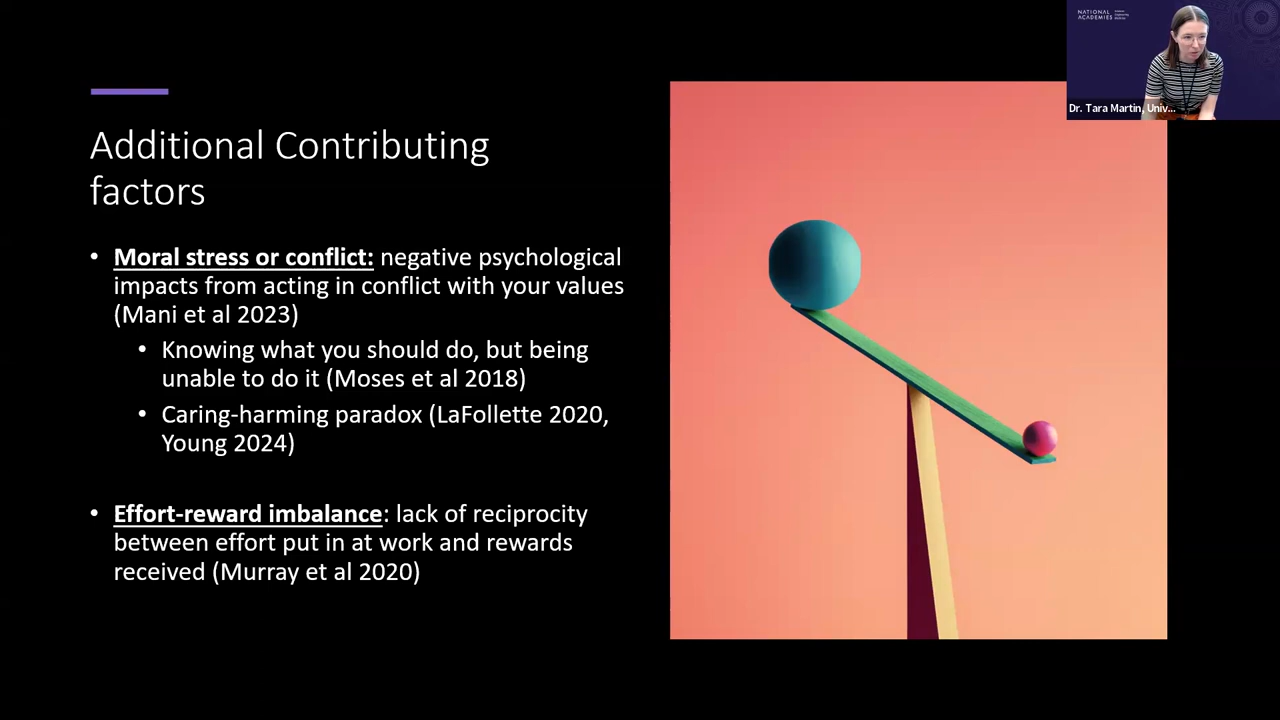 Additional Contributing
factors
• Moral stress or conflict: negative psychological
impacts from acting in conflict with your values
(Mani et al 2023)
• Knowing what you should do, but being
unable to do it (Moses et al 2018)
• Caring-harming paradox (LaFollette 2020,
Young 2024)
• Effort-reward imbalance: lack of reciprocity
between effort put in at work and rewards
received (Murray et al 2020)
NATIONAL
ACADEMIES
Dr. Tara Martin, Univ...